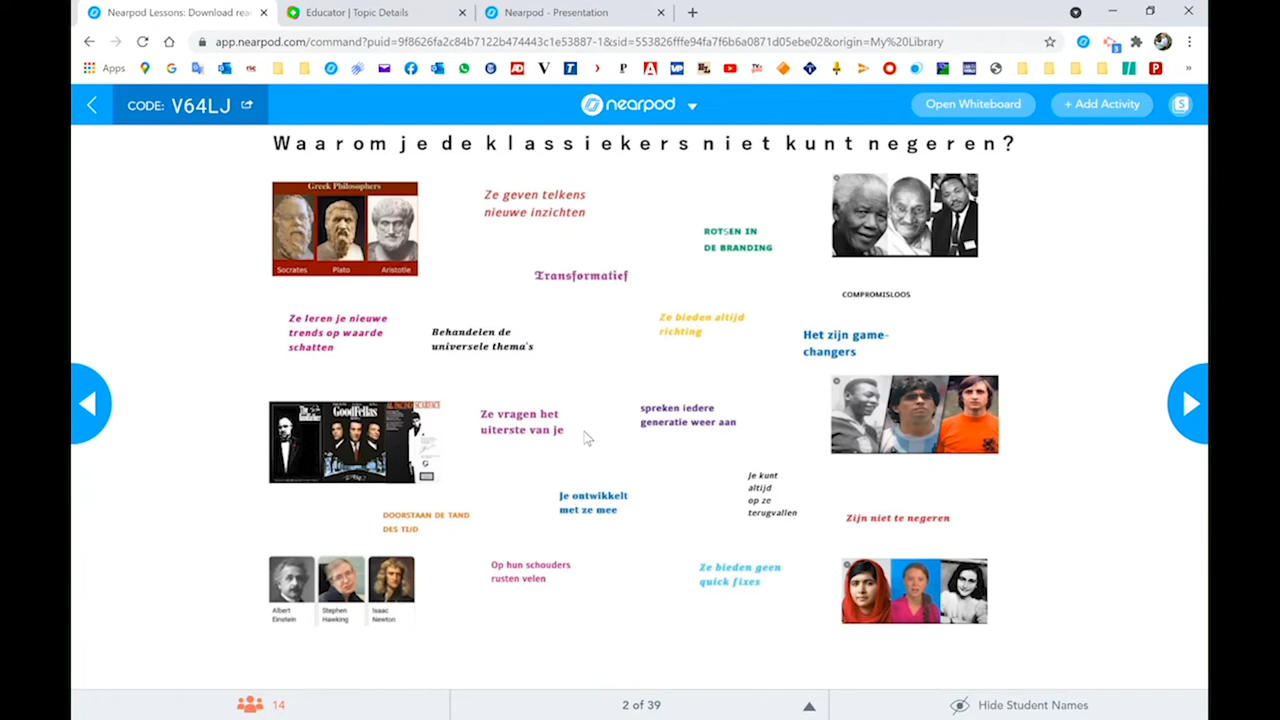 Nearpod Lessons: Download rea
Educator | Topic Details
Nearpod - Presentation
app.nearpod.com/command?puid=9f8626fa2c84b7122b474443c1e53887-1&sid=553826fffe94fa7f6b6a0871d05ebe02&origin=My%20Library
Apps
CODE: V64LJ
nearpod
Open Whiteboard
+ Add Activity
Waarom je de klassiekers niet kunt negeren?
Greek Philosophers
Socrates Plato Aristotle
Ze geven telkens
nieuwe inzichten
ROTSEN IN
DE BRANDING
Transformatief
COMPROMISLOOS
Ze leren je nieuwe
trends op waarde
schatten
Behandelen de
universele thema's
Ze bieden altijd
richting
Het zijn game-
changers
GoodFellas
Ze vragen het
uiterste van je
spreken iedere
generatie weer aan
Je kunt
altijd
op ze
terugvallen
Je ontwikkelt
met ze mee
DOORSTAAN DE TAND
DES TIJD
Zijn niet te negeren
Op hun schouders
rusten velen
Ze bieden geen
quick fixes
Albert
Einstein
Stephen
Hawking
Isaac
Newton
14
2 of 39
Hide Student Names